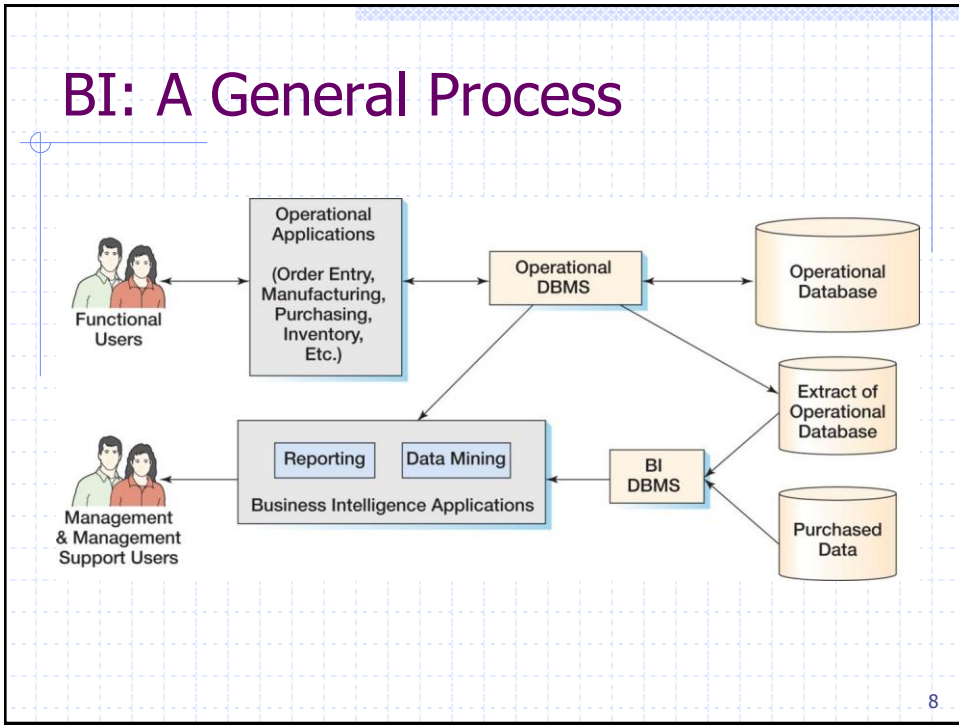 BI: A General Process
Operational
Applications
(Order Entry,
Manufacturing,
Purchasing,
Inventory,
Etc.)
Functional
Users
Operational
DBMS
Operational
Database
Extract of
Operational
Database
Reporting
Data Mining
Business Intelligence Applications
BI
DBMS
Management
& Management
Support Users
Purchased
Data
8